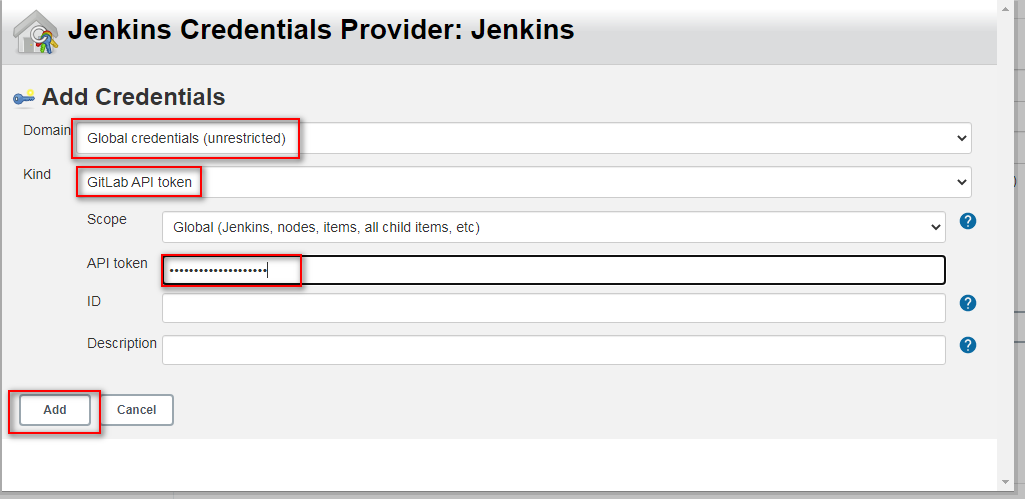 Jenkins Credentials Provider: Jenkins
Add Credentials
Domain
Global credentials (unrestricted)
Kind
GitLab API token
Scope
Global (Jenkins, nodes, items, all child items, etc)
API token
••••••••••••••••••••
ID
Description
Add
Cancel